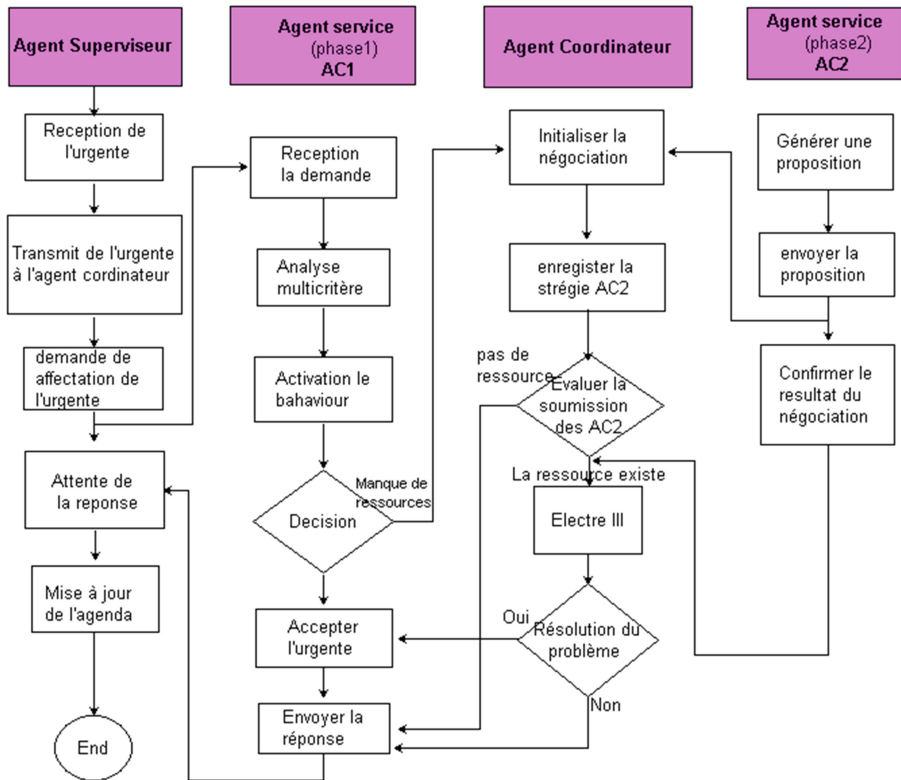 Agent Superviseur
Agent service
(phase1)
AC1
Agent Coordinateur
Agent service
(phase2)
AC2
Reception de
l'urgente
Transmit de l'urgente
à l'agent cordinateur
demande de
affectation de
l'urgente
Attente de
la reponse
Mise à jour
de l'agenda
End
Reception
la demande
Analyse
multicritère
Activation le
bahaviour
Decision
Manque de
ressources
Accepter
l'urgente
Envoyer la
réponse
Initialiser la
négociation
enregister la
strégie AC2
pas de
ressource
Evaluer la
soumission
des AC2
La ressource existe
Electre III
Oui
Résolution du
problème
Non
Générer une
proposition
envoyer la
proposition
Confirmer le
resultat du
négociation